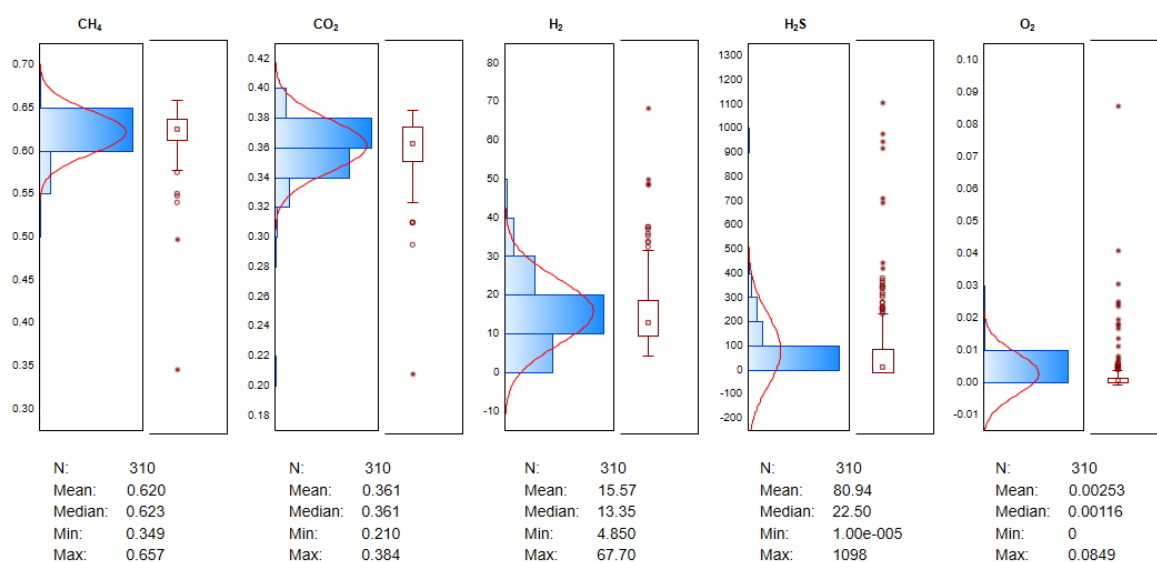 CH₄
CO₂
H₂
H₂S
O₂
0.70
0.65
0.60
0.55
0.50
0.45
0.40
0.35
0.30
0.42
0.40
0.38
0.36
0.34
0.32
0.30
0.28
0.26
0.24
0.22
0.20
0.18
80
70
60
50
40
30
20
10
0
-10
1300
1200
1100
1000
900
800
700
600
500
400
300
200
100
0
-100
-200
0.10
0.09
0.08
0.07
0.06
0.05
0.04
0.03
0.02
0.01
0.00
-0.01
N: 310
Mean: 0.620
Median: 0.623
Min: 0.349
Max: 0.657
N: 310
Mean: 0.361
Median: 0.361
Min: 0.210
Max: 0.384
N: 310
Mean: 15.57
Median: 13.35
Min: 4.850
Max: 67.70
N: 310
Mean: 80.94
Median: 22.50
Min: 1.00e-005
Max: 1098
N: 310
Mean: 0.00253
Median: 0.00116
Min: 0
Max: 0.0849